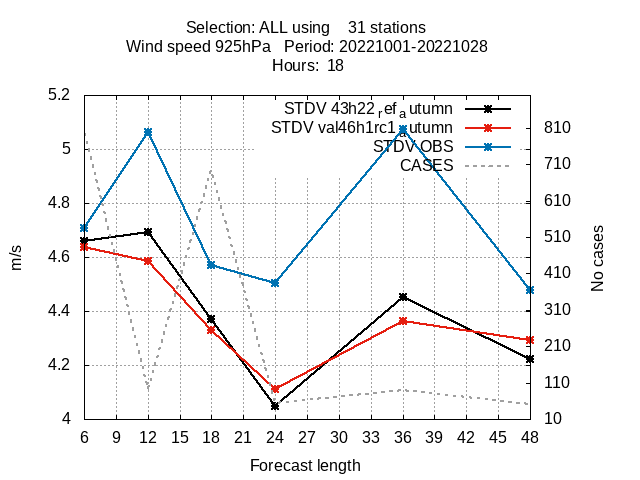 Selection: ALL using 31 stations
Wind speed 925hPa Period: 20221001-20221028
Hours: 18
STDV 43h22_ref_autumn
STDV val46h1rc1_autumn
STDV OBS
CASES
5.2
5
4.8
4.6
4.4
4.2
4
m/s
810
710
610
510
410
310
210
110
10
No cases
6 9 12 15 18 21 24 27 30 33 36 39 42 45 48
Forecast length